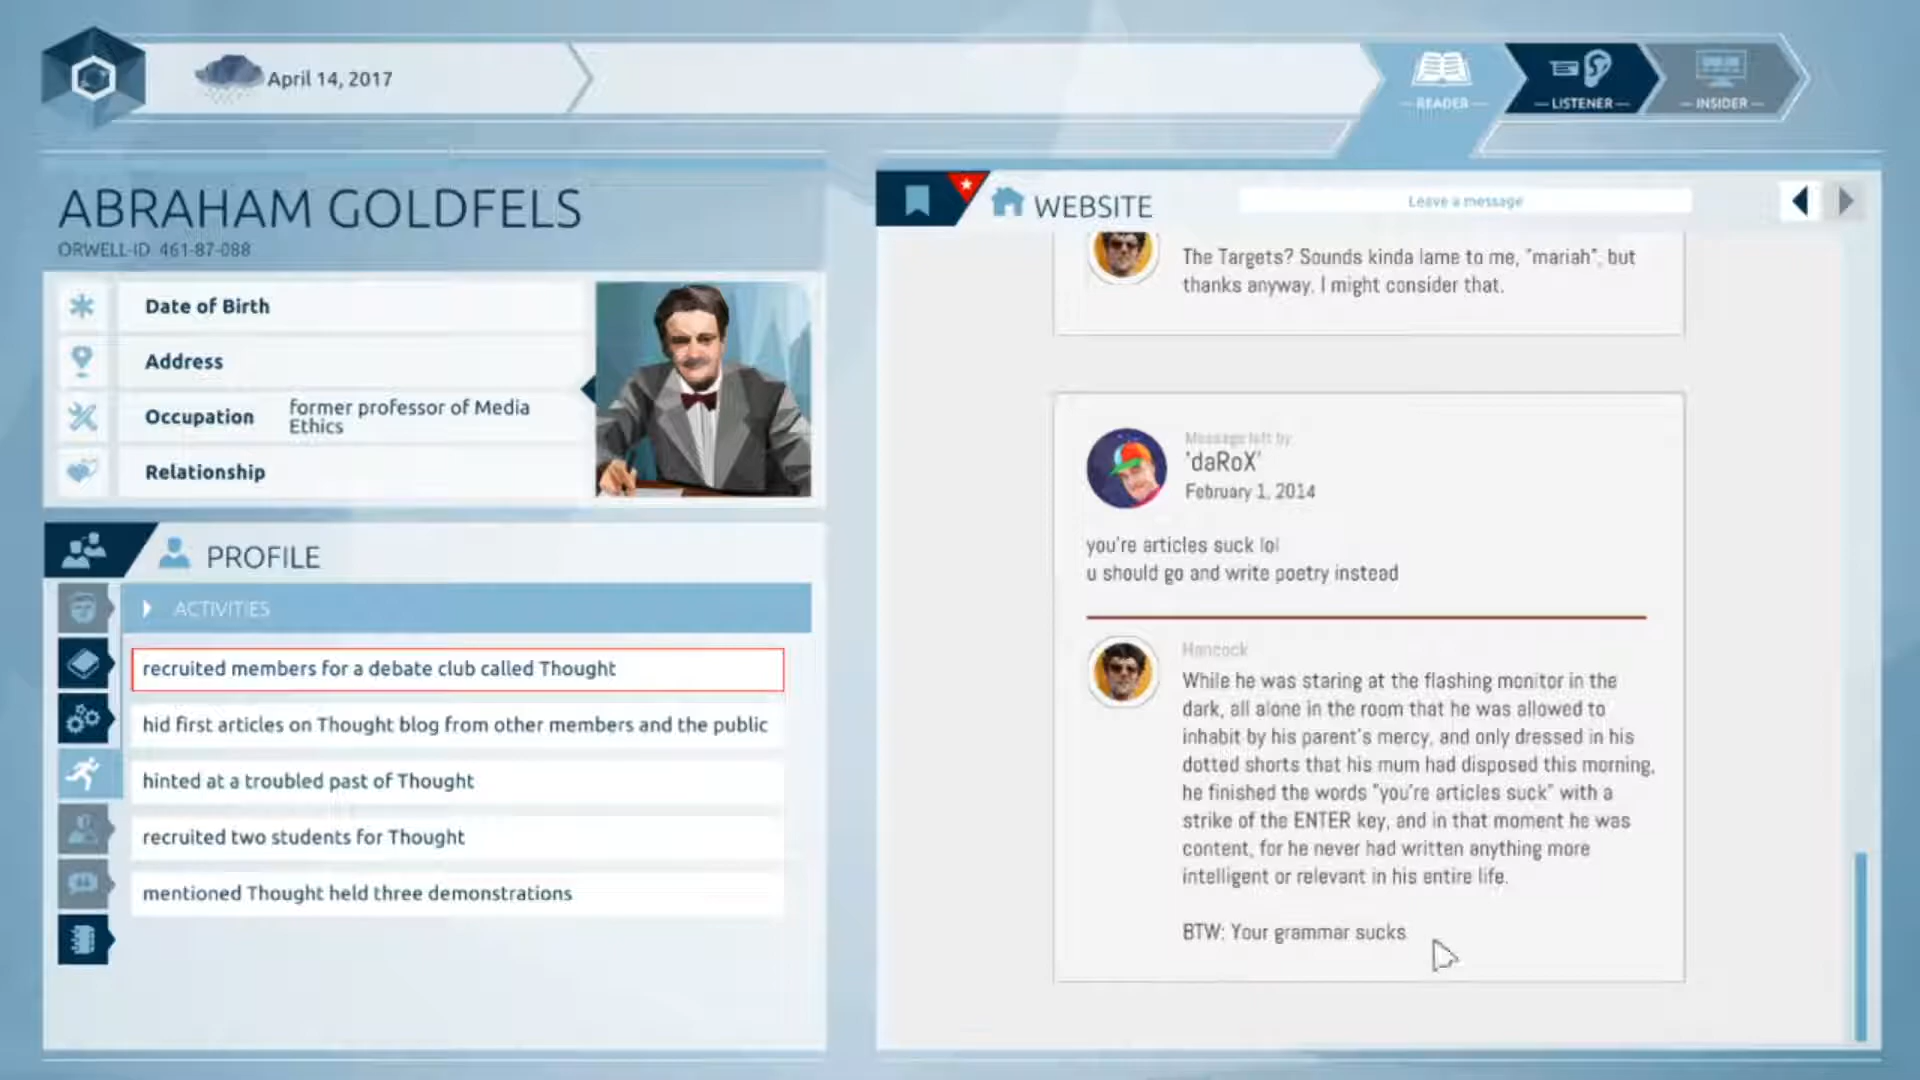 April 14, 2017
READER
LISTENER
INSIDER
ABRAHAM GOLDFELS
ORWELL-ID 461-87-088
Date of Birth
Address
Occupation
former professor of Media
Ethics
Relationship
PROFILE
ACTIVITIES
recruited members for a debate club called Thought
hid first articles on Thought blog from other members and the public
hinted at a troubled past of Thought
recruited two students for Thought
mentioned Thought held three demonstrations
WEBSITE
Leave a message
The Targets? Sounds kinda lame to me, "mariah", but
thanks anyway. I might consider that.
Message left by
'daRoX'
February 1, 2014
you're articles suck lol
u should go and write poetry instead
Hancock
While he was staring at the flashing monitor in the
dark, all alone in the room that he was allowed to
inhabit by his parent's mercy, and only dressed in his
dotted shorts that his mum had disposed this morning,
he finished the words "you're articles suck" with a
strike of the ENTER key, and in that moment he was
content, for he never had written anything more
intelligent or relevant in his entire life.
BTW: Your grammar sucks